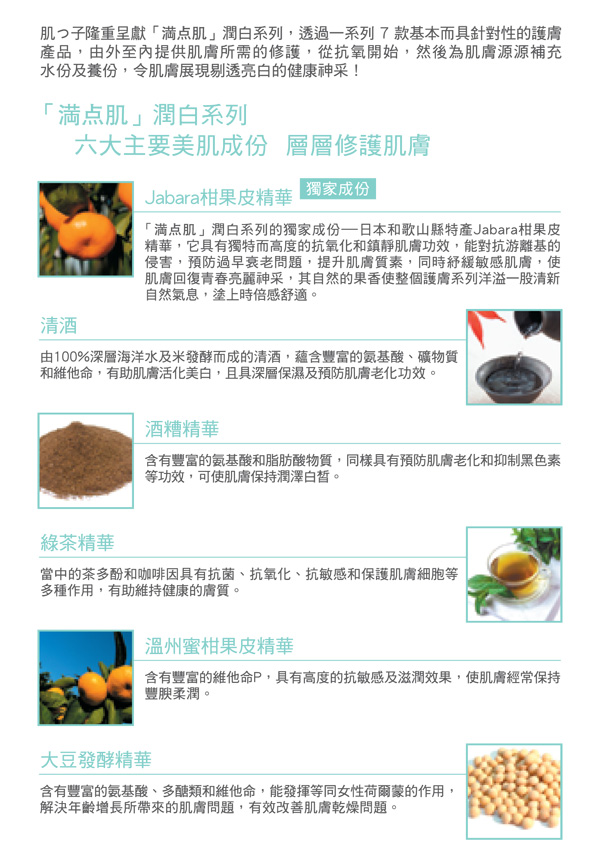 肌っ子隆重呈獻「満点肌」潤白系列，透過一系列 7 款基本而具針對性的護膚
產品，由外至內提供肌膚所需的修護，從抗氧開始，然後為肌膚源源補充
水份及養份，令肌膚展現剔透亮白的健康神采！
「満点肌」潤白系列
六大主要美肌成份 層層修護肌膚
Jabara柑果皮精華 獨家成份
「満点肌」潤白系列的獨家成份──日本和歌山縣特產Jabara柑果皮
精華，它具有獨特而高度的抗氧化和鎮靜肌膚功效，能對抗游離基的
侵害，預防過早衰老問題，提升肌膚質素，同時紓緩敏感肌膚，使
肌膚回復青春亮麗神采，其自然的果香使整個護膚系列洋溢一股清新
自然氣息，塗上時倍感舒適。
清酒
由100%深層海洋水及米發酵而成的清酒，蘊含豐富的氨基酸、礦物質
和維他命，有助肌膚活化美白，且具深層保濕及預防肌膚老化功效。
酒糟精華
含有豐富的氨基酸和脂肪酸物質，同樣具有預防肌膚老化和抑制黑色素
等功效，可使肌膚保持潤澤白皙。
綠茶精華
當中的茶多酚和咖啡因具有抗菌、抗氧化、抗敏感和保護肌膚細胞等
多種作用，有助維持健康的膚質。
溫州蜜柑果皮精華
含有豐富的維他命P，具有高度的抗敏感及滋潤效果，使肌膚經常保持
豐腴柔潤。
大豆發酵精華
含有豐富的氨基酸、多醣類和維他命，能發揮等同女性荷爾蒙的作用，
解決年齡增長所帶來的肌膚問題，有效改善肌膚乾燥問題。